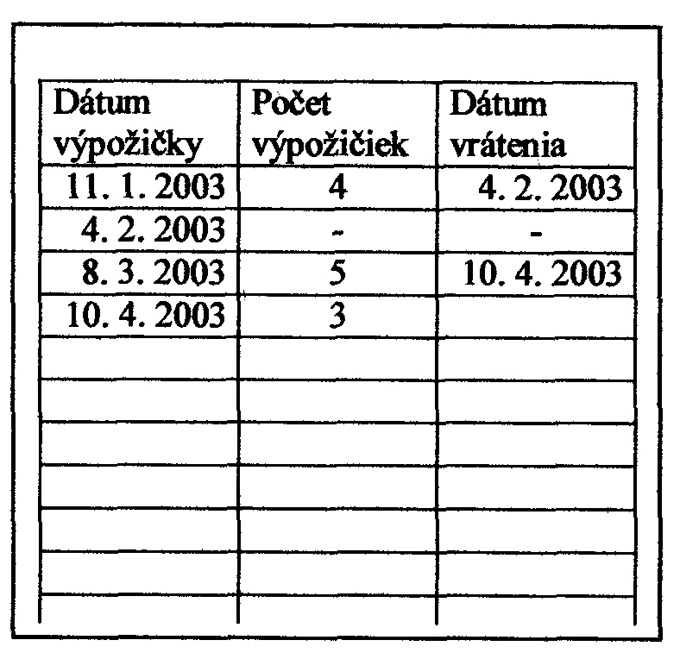 Dátum výpožičky Počet výpožičiek Dátum vrátenia
11. 1. 2003 4 4. 2. 2003
4. 2. 2003 - -
8. 3. 2003 5 10. 4. 2003
10. 4. 2003 3